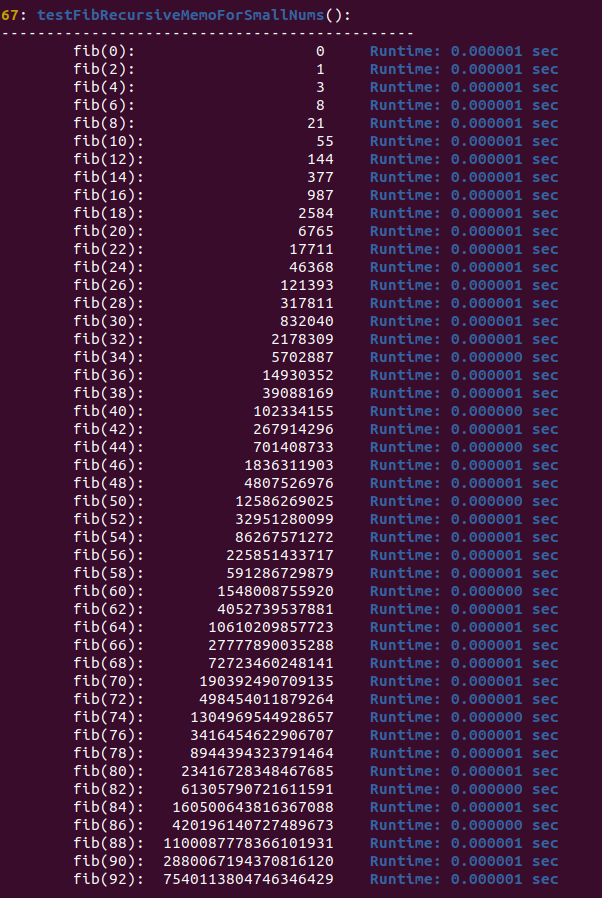 67: testFibRecursiveMemoForSmallNums():
----------------------------------------------
fib(0): 0 Runtime: 0.000001 sec
fib(2): 1 Runtime: 0.000001 sec
fib(4): 3 Runtime: 0.000001 sec
fib(6): 8 Runtime: 0.000001 sec
fib(8): 21 Runtime: 0.000001 sec
fib(10): 55 Runtime: 0.000001 sec
fib(12): 144 Runtime: 0.000001 sec
fib(14): 377 Runtime: 0.000001 sec
fib(16): 987 Runtime: 0.000001 sec
fib(18): 2584 Runtime: 0.000001 sec
fib(20): 6765 Runtime: 0.000001 sec
fib(22): 17711 Runtime: 0.000001 sec
fib(24): 46368 Runtime: 0.000001 sec
fib(26): 121393 Runtime: 0.000001 sec
fib(28): 317811 Runtime: 0.000001 sec
fib(30): 832040 Runtime: 0.000001 sec
fib(32): 2178309 Runtime: 0.000001 sec
fib(34): 5702887 Runtime: 0.000000 sec
fib(36): 14930352 Runtime: 0.000001 sec
fib(38): 39088169 Runtime: 0.000001 sec
fib(40): 102334155 Runtime: 0.000000 sec
fib(42): 267914296 Runtime: 0.000001 sec
fib(44): 701408733 Runtime: 0.000000 sec
fib(46): 1836311903 Runtime: 0.000001 sec
fib(48): 4807526976 Runtime: 0.000001 sec
fib(50): 12586269025 Runtime: 0.000000 sec
fib(52): 32951280099 Runtime: 0.000001 sec
fib(54): 86267571272 Runtime: 0.000001 sec
fib(56): 225851433717 Runtime: 0.000001 sec
fib(58): 591286729879 Runtime: 0.000001 sec
fib(60): 1548008755920 Runtime: 0.000000 sec
fib(62): 4052739537881 Runtime: 0.000001 sec
fib(64): 10610209857723 Runtime: 0.000001 sec
fib(66): 27777890035288 Runtime: 0.000001 sec
fib(68): 72723460248141 Runtime: 0.000001 sec
fib(70): 190392490709135 Runtime: 0.000001 sec
fib(72): 498454011879264 Runtime: 0.000001 sec
fib(74): 1304969544928657 Runtime: 0.000000 sec
fib(76): 3416454622906707 Runtime: 0.000001 sec
fib(78): 8944394323791464 Runtime: 0.000001 sec
fib(80): 23416728348467685 Runtime: 0.000001 sec
fib(82): 61305790721611591 Runtime: 0.000000 sec
fib(84): 160500643816367088 Runtime: 0.000001 sec
fib(86): 420196140727489673 Runtime: 0.000000 sec
fib(88): 1100087778366101931 Runtime: 0.000001 sec
fib(90): 2880067194370816120 Runtime: 0.000001 sec
fib(92): 7540113804746346429 Runtime: 0.000001 sec